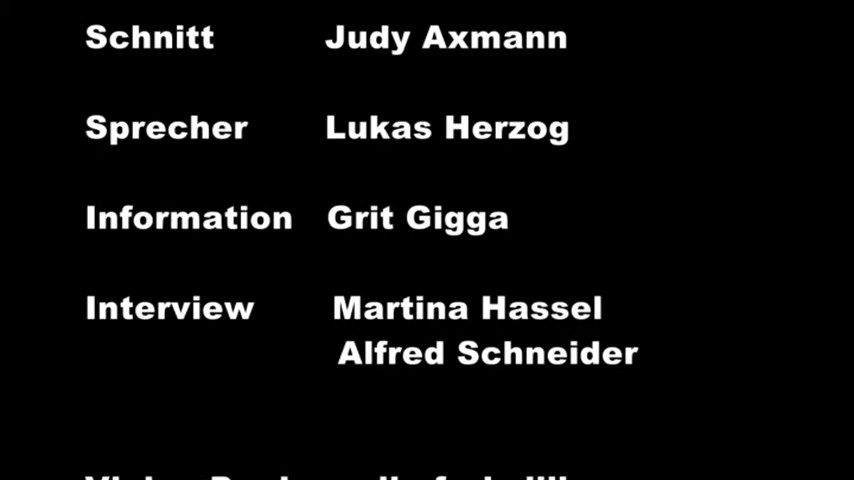 Schnitt Judy Axmann
Sprecher Lukas Herzog
Information Grit Gigga
Interview Martina Hassel
Alfred Schneider